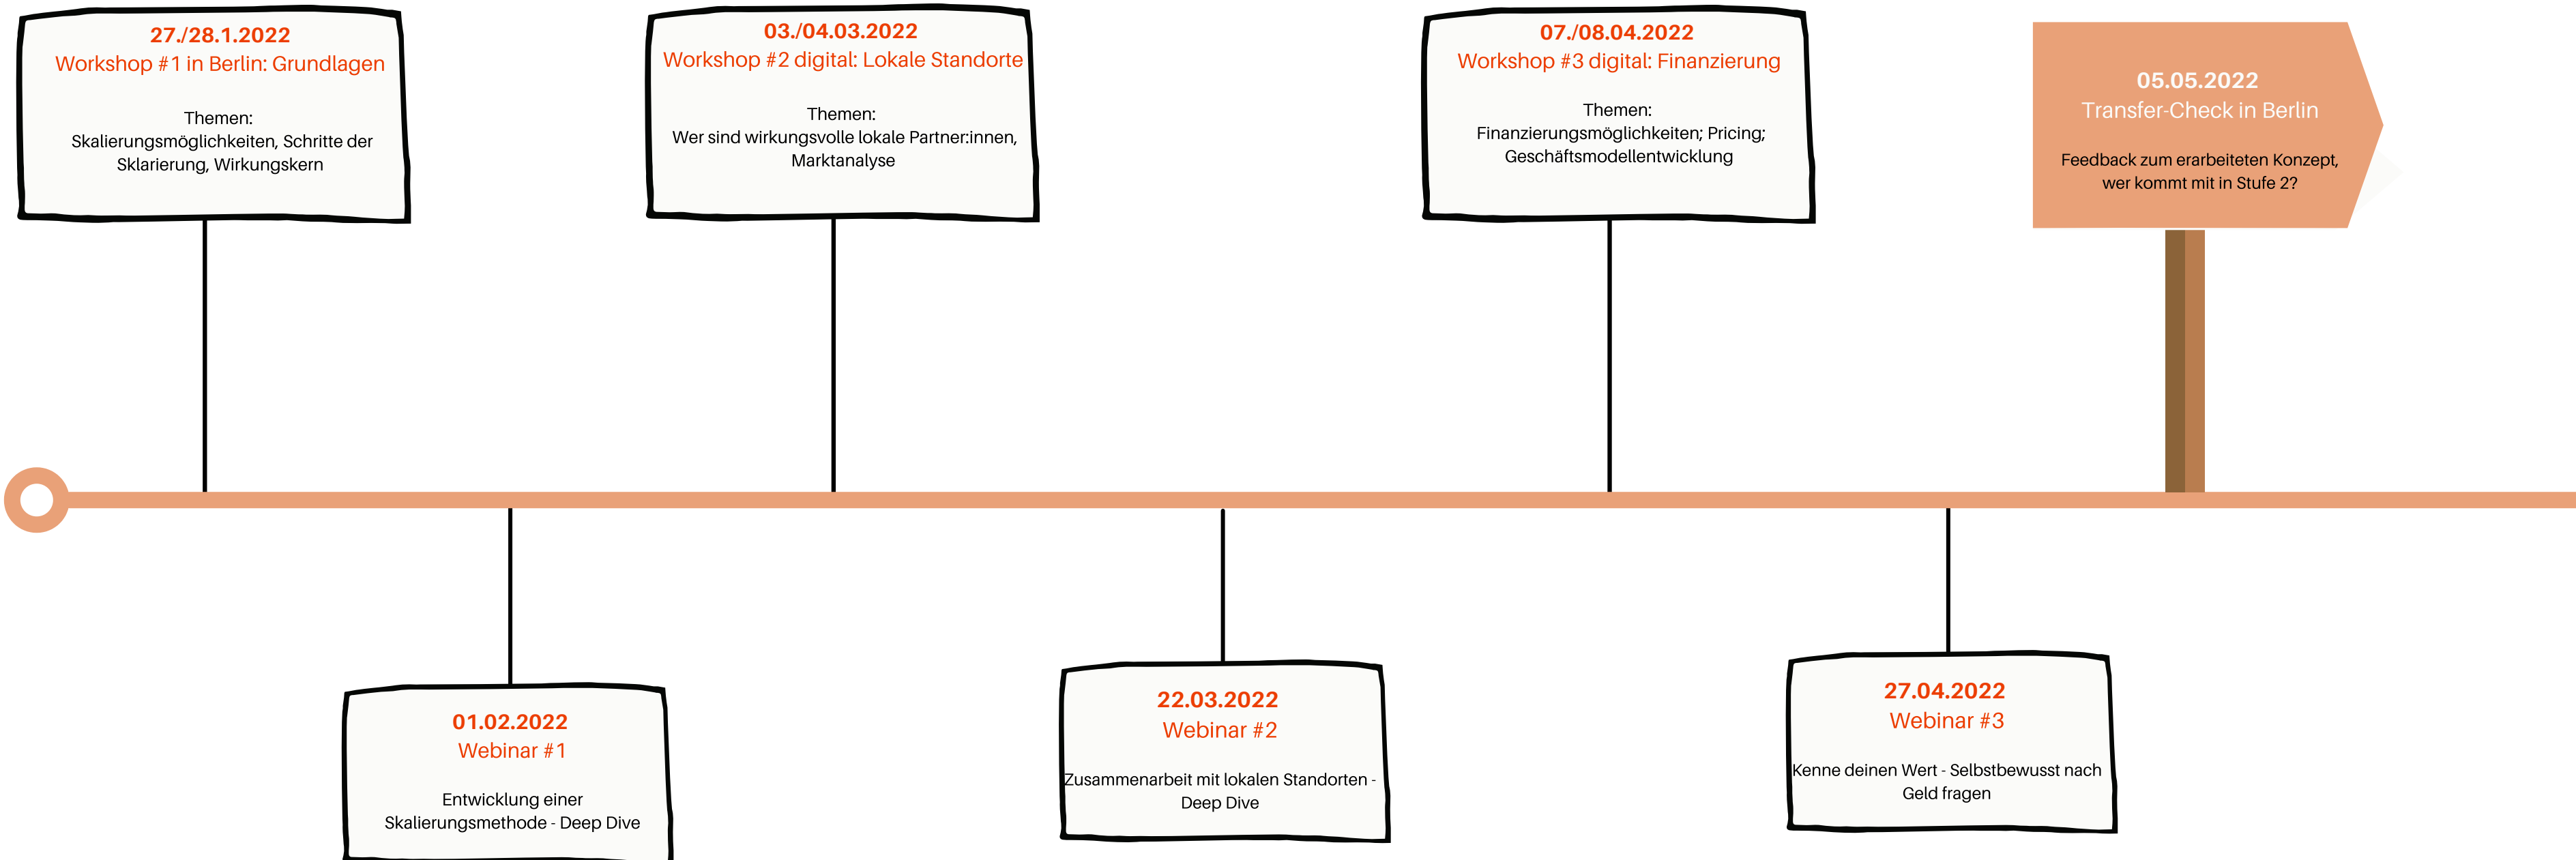 27./28.1.2022
Workshop #1 in Berlin: Grundlagen
Themen:
Skalierungsmöglichkeiten, Schritte der
Sklarierung, Wirkungskern
03./04.03.2022
Workshop #2 digital: Lokale Standorte
Themen:
Wer sind wirkungsvolle lokale Partner:innen,
Marktanalyse
07./08.04.2022
Workshop #3 digital: Finanzierung
Themen:
Finanzierungsmöglichkeiten; Pricing;
Geschäftsmodellentwicklung
05.05.2022
Transfer-Check in Berlin
Feedback zum erarbeiteten Konzept,
wer kommt mit in Stufe 2?
01.02.2022
Webinar #1
Entwicklung einer
Skalierungsmethode - Deep Dive
22.03.2022
Webinar #2
Zusammenarbeit mit lokalen Standorten -
Deep Dive
27.04.2022
Webinar #3
Kenne deinen Wert - Selbstbewusst nach
Geld fragen